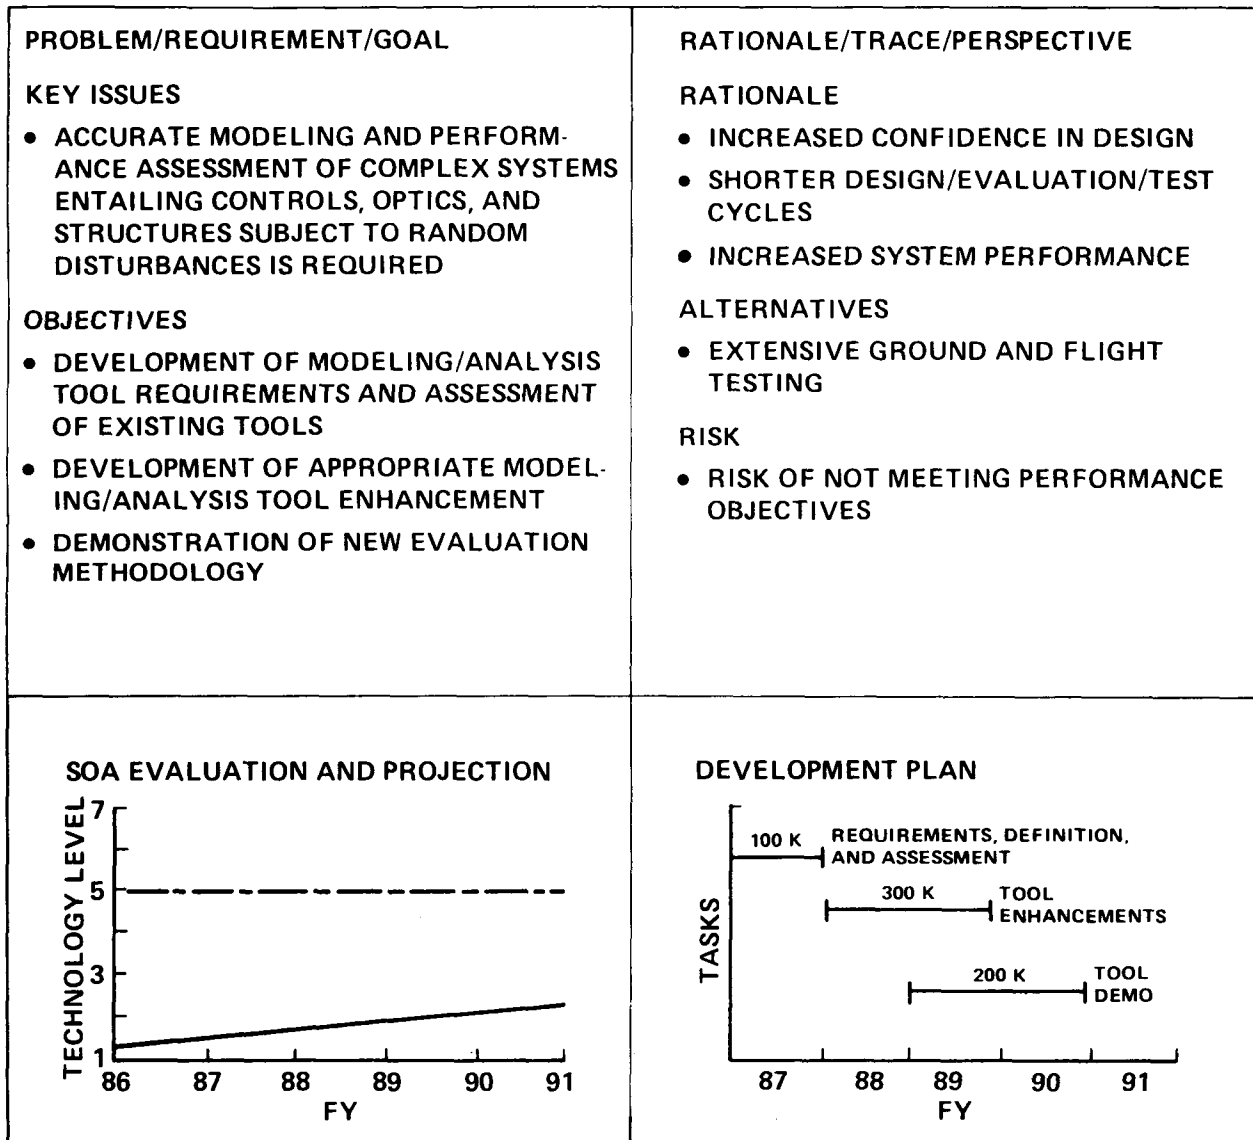 PROBLEM/REQUIREMENT/GOAL
KEY ISSUES
• ACCURATE MODELING AND PERFORM-
ANCE ASSESSMENT OF COMPLEX SYSTEMS
ENTAILING CONTROLS, OPTICS, AND
STRUCTURES SUBJECT TO RANDOM
DISTURBANCES IS REQUIRED
OBJECTIVES
• DEVELOPMENT OF MODELING/ANALYSIS
TOOL REQUIREMENTS AND ASSESSMENT
OF EXISTING TOOLS
• DEVELOPMENT OF APPROPRIATE MODEL-
ING/ANALYSIS TOOL ENHANCEMENT
• DEMONSTRATION OF NEW EVALUATION
METHODOLOGY
RATIONALE/TRACE/PERSPECTIVE
RATIONALE
• INCREASED CONFIDENCE IN DESIGN
• SHORTER DESIGN/EVALUATION/TEST
CYCLES
• INCREASED SYSTEM PERFORMANCE
ALTERNATIVES
• EXTENSIVE GROUND AND FLIGHT
TESTING
RISK
• RISK OF NOT MEETING PERFORMANCE
OBJECTIVES
SOA EVALUATION AND PROJECTION
TECHNOLOGY LEVEL
7
5
3
1
86 87 88 89 90 91
FY
DEVELOPMENT PLAN
TASKS
100 K REQUIREMENTS, DEFINITION,
AND ASSESSMENT
300 K TOOL
ENHANCEMENTS
200 K TOOL
DEMO
87 88 89 90 91
FY